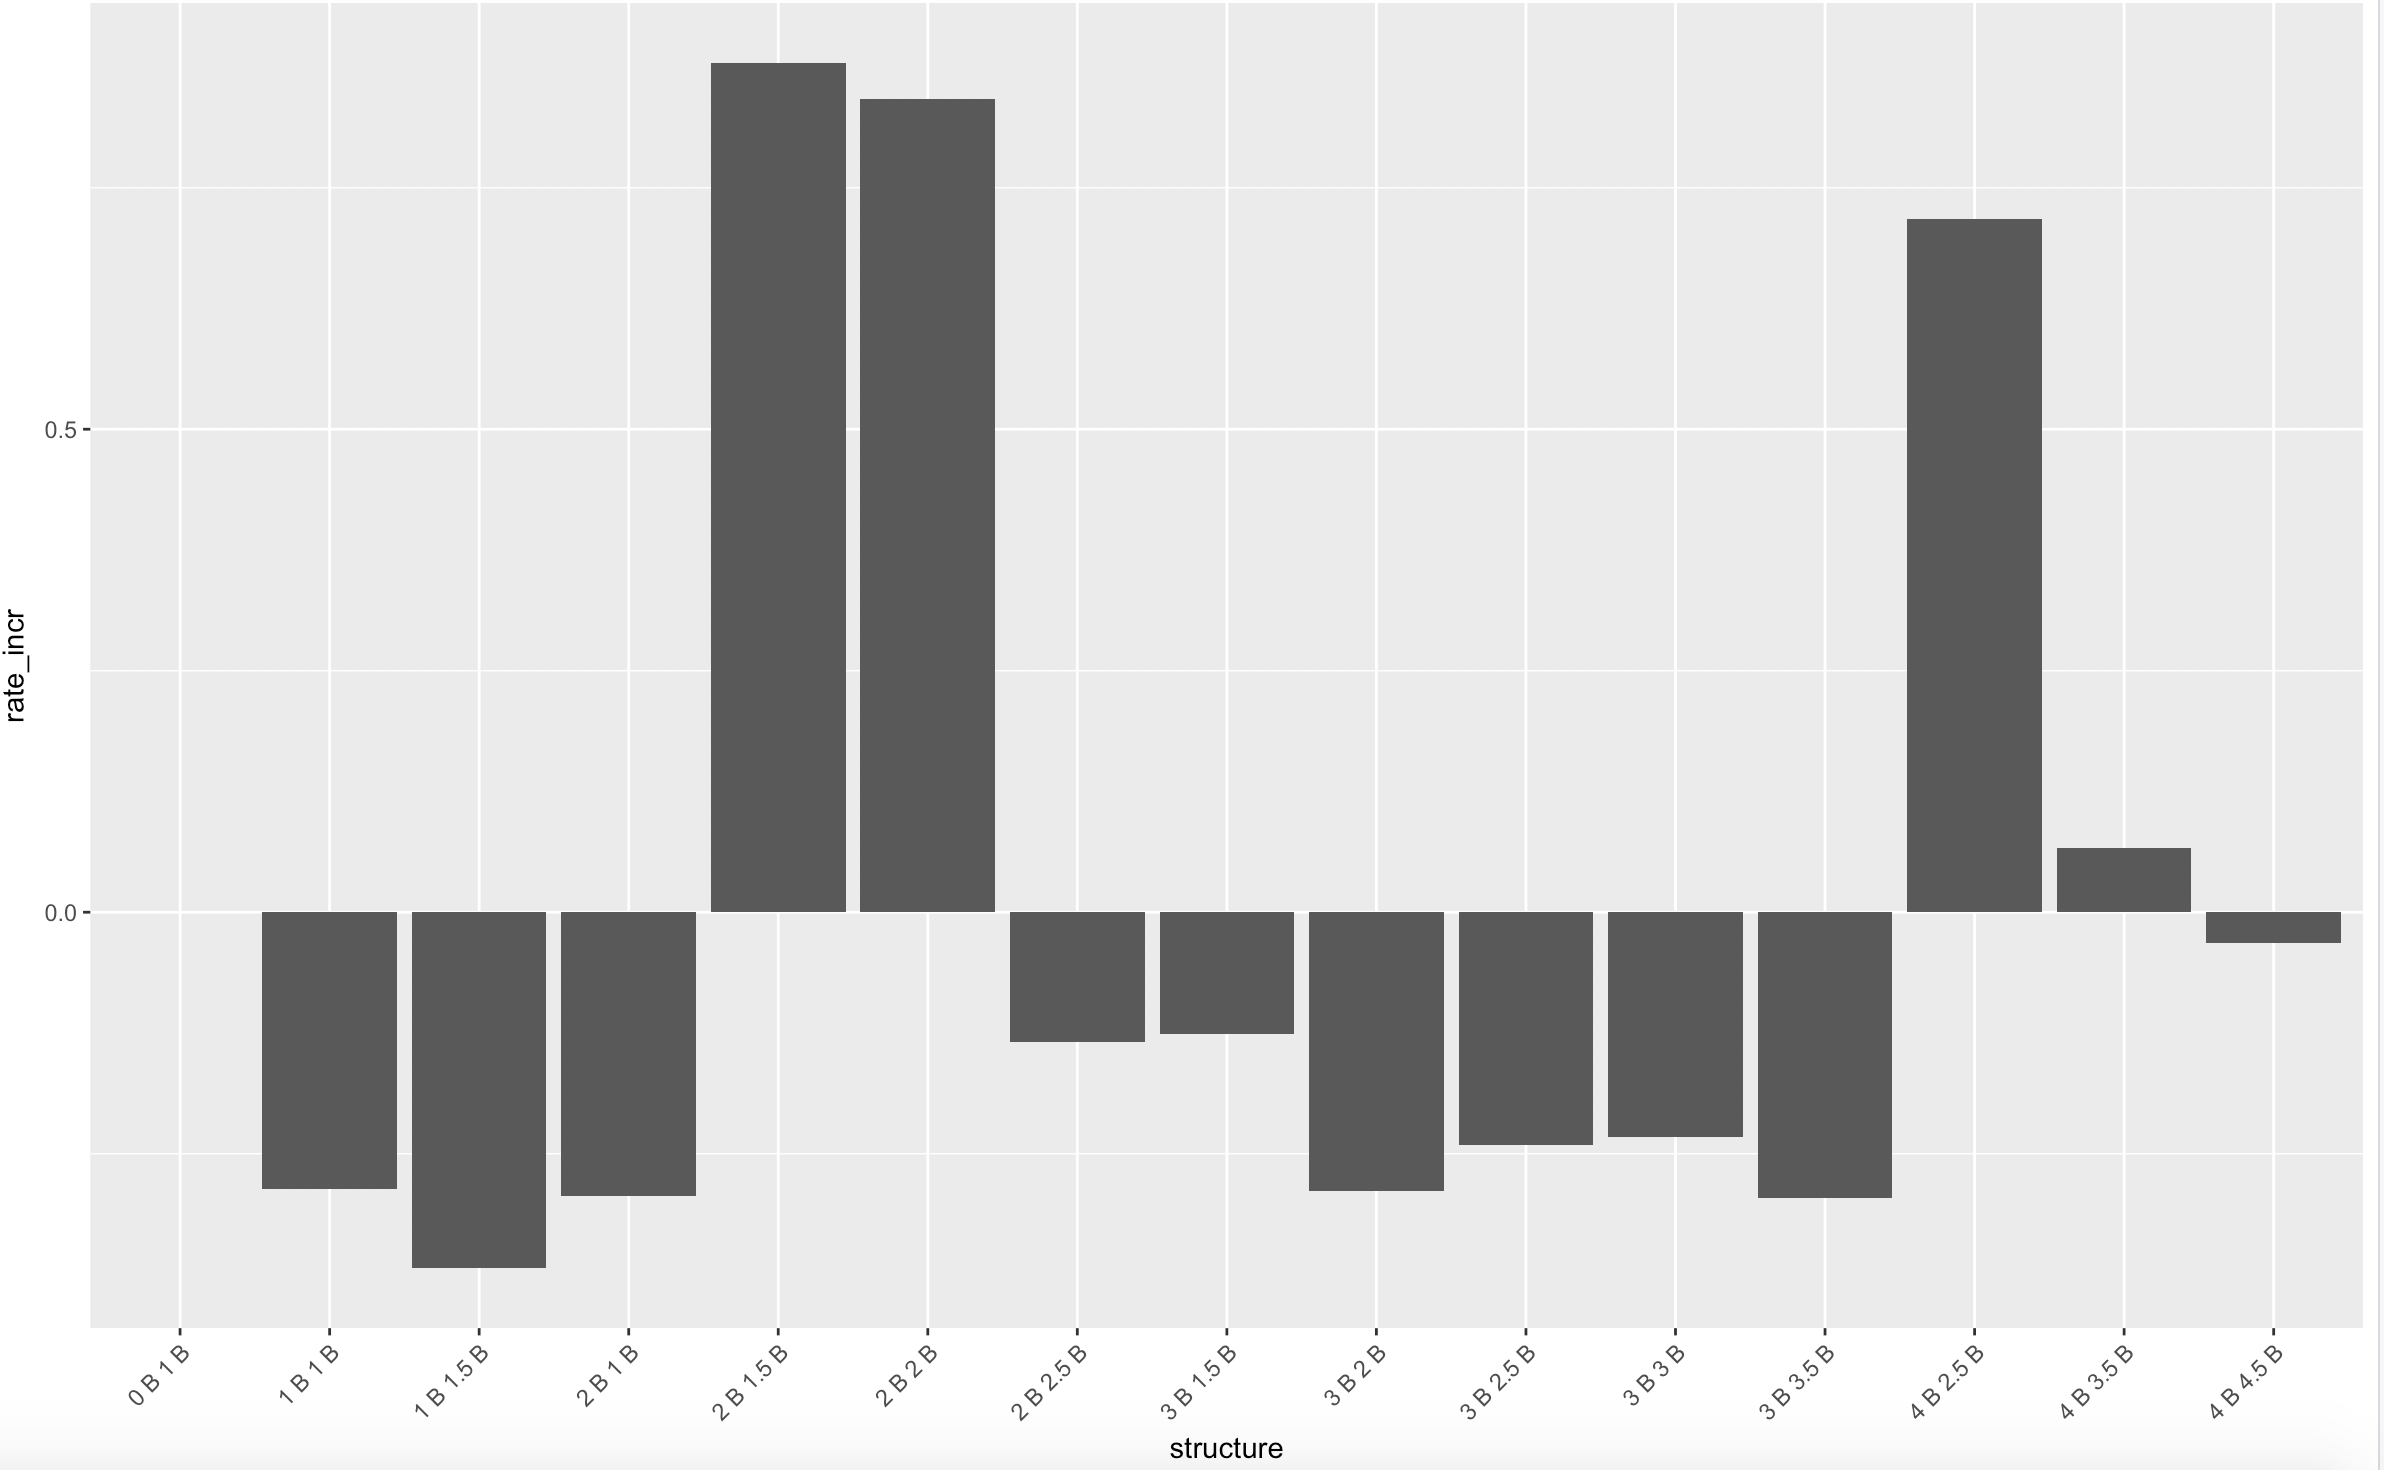 rate_incr
0.5
0.0
0 B 1 B
1 B 1 B
1 B 1.5 B
2 B 1 B
2 B 1.5 B
2 B 2 B
2 B 2.5 B
3 B 1.5 B
3 B 2 B
3 B 2.5 B
3 B 3 B
3 B 3.5 B
4 B 2.5 B
4 B 3.5 B
4 B 4.5 B
structure